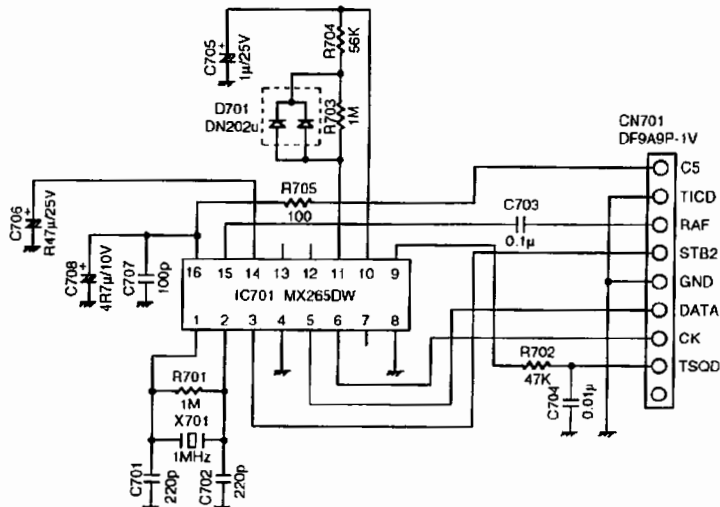 C705
1µ/25V
+
R704
56K
D701
DN202u
R703
1M
CN701
DF9A9P-1V
C5
TICD
RAF
STB2
GND
DATA
CK
TSQD
C706
R47µ/25V
+
R705
100
C703
0.1µ
C708
4R7µ/10V
+
C707
100p
16 15 14 13 12 11 10 9
IC701 MX265DW
1 2 3 4 5 6 7 8
R701
1M
X701
1MHz
R702
47K
C704
0.01µ
C701
220p
C702
220p